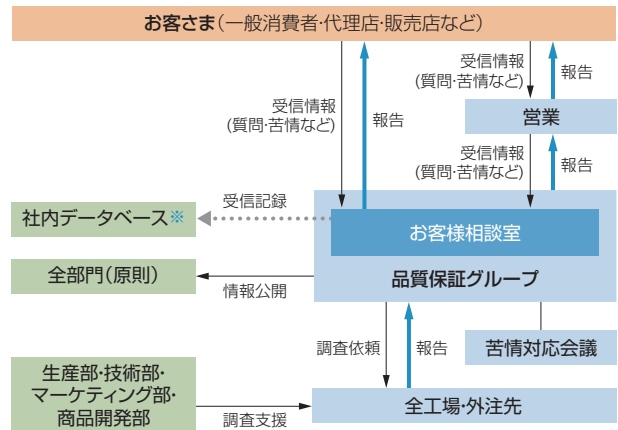 お客さま(一般消費者・代理店・販売店など)
受信情報
(質問・苦情など)
報告
営業
受信情報
(質問・苦情など)
報告
受信情報
(質問・苦情など)
報告
受信記録
社内データベース※
お客様相談室
品質保証グループ
全部門(原則)
情報公開
調査依頼
報告
苦情対応会議
生産部・技術部・
マーケティング部・
商品開発部
調査支援
全工場・外注先